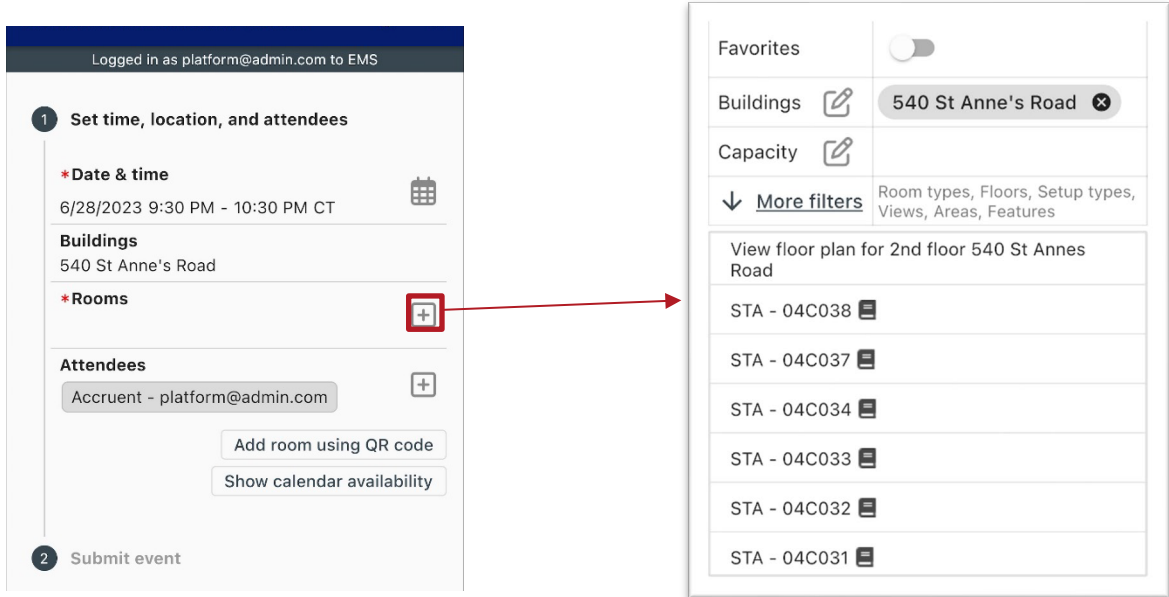 Logged in as platform@admin.com to EMS
1 Set time, location, and attendees
*Date & time
6/28/2023 9:30 PM - 10:30 PM CT
Buildings
540 St Anne's Road
*Rooms
Attendees
Accruent - platform@admin.com
Add room using QR code
Show calendar availability
2 Submit event
Favorites
Buildings 540 St Anne's Road
Capacity
More filters
Room types, Floors, Setup types,
Views, Areas, Features
View floor plan for 2nd floor 540 St Annes
Road
STA - 04C038
STA - 04C037
STA - 04C034
STA - 04C033
STA - 04C032
STA - 04C031